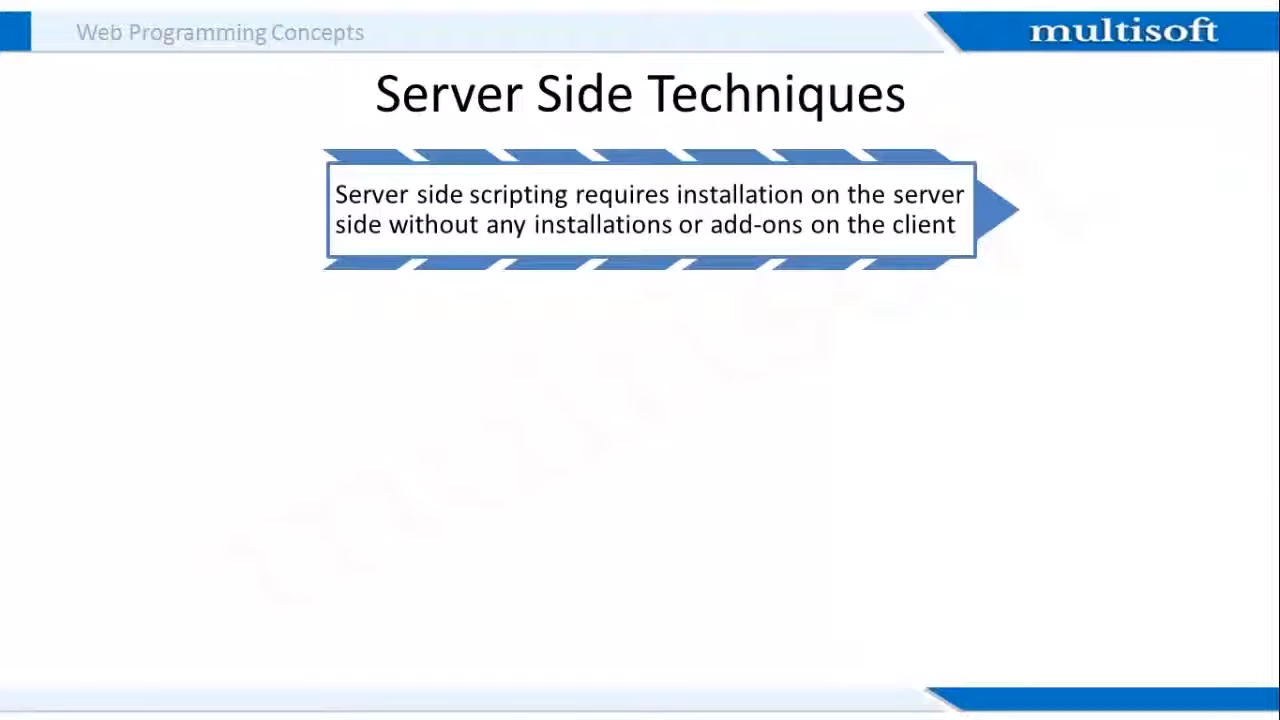 Web Programming Concepts
multisoft
Server Side Techniques
Server side scripting requires installation on the server
side without any installations or add-ons on the client